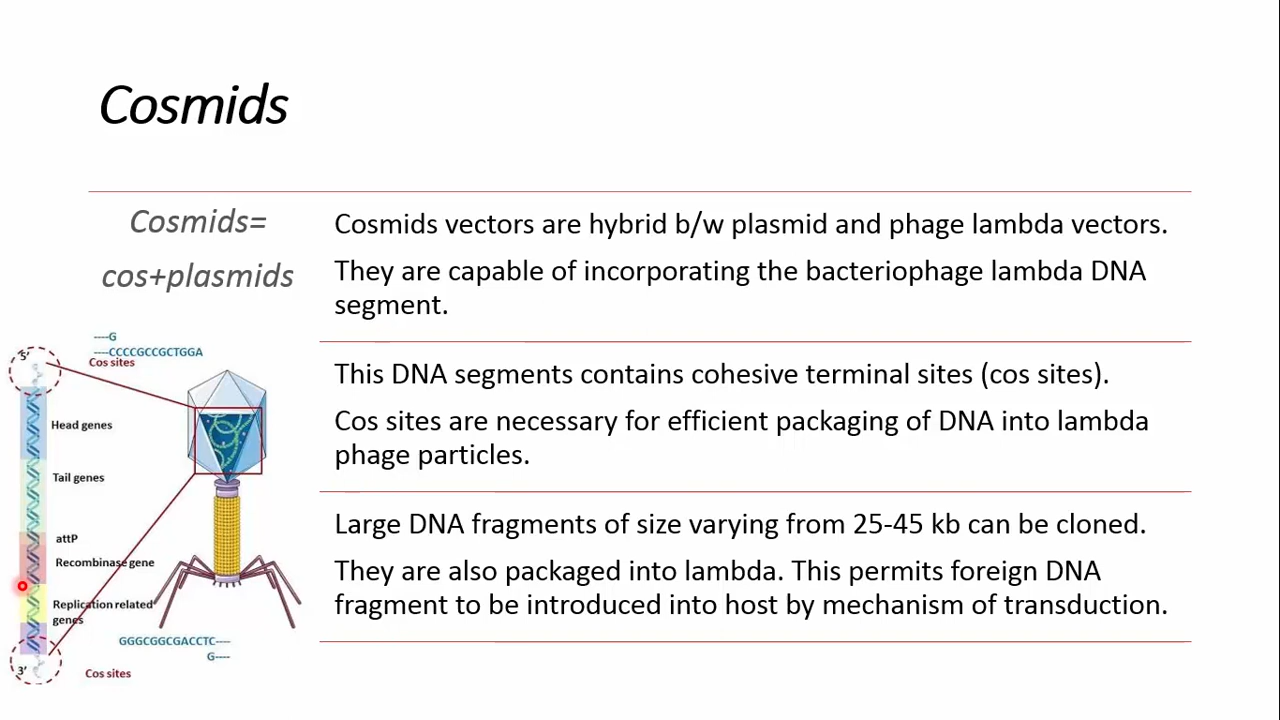 Cosmids
Cosmids=
cos+plasmids
Cosmids vectors are hybrid b/w plasmid and phage lambda vectors.
They are capable of incorporating the bacteriophage lambda DNA
segment.
This DNA segments contains cohesive terminal sites (cos sites).
Cos sites are necessary for efficient packaging of DNA into lambda
phage particles.
Large DNA fragments of size varying from 25-45 kb can be cloned.
They are also packaged into lambda. This permits foreign DNA
fragment to be introduced into host by mechanism of transduction.
----G
----CCCCGCCGCTGGA
5'
Cos sites
Head genes
Tail genes
attP
Recombinase gene
Replication related
genes
GGGCGGCGACCTC----
G----
3'
Cos sites